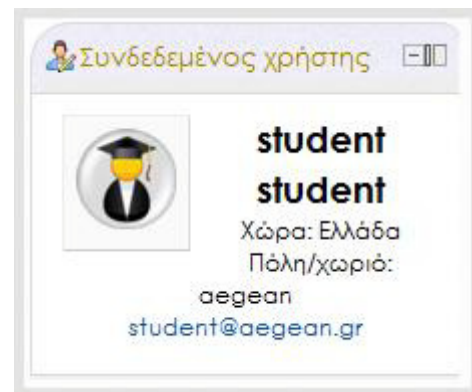 Συνδεδεμένος χρήστης
student
student
Χώρα: Ελλάδα
Πόλη/χωριό:
aegean
student@aegean.gr